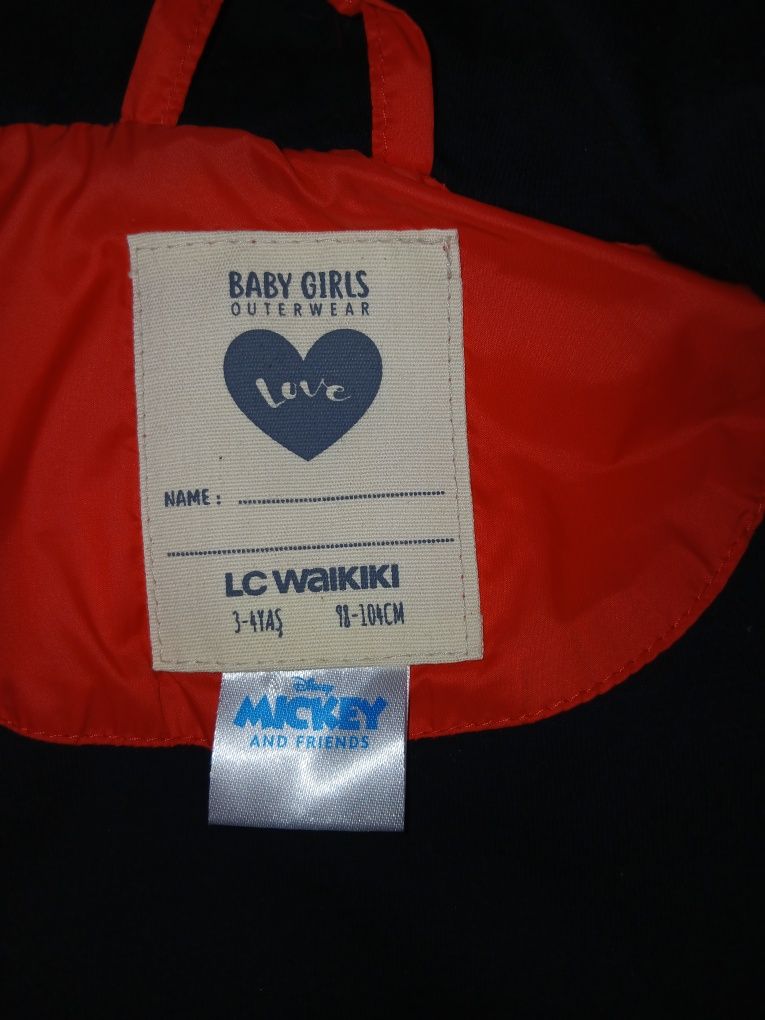 BABY GIRLS
OUTERWEAR
Love
NAME :
LC WAIKIKI
3-4YAŞ 98-104CM
Disney
MICKEY
AND FRIENDS